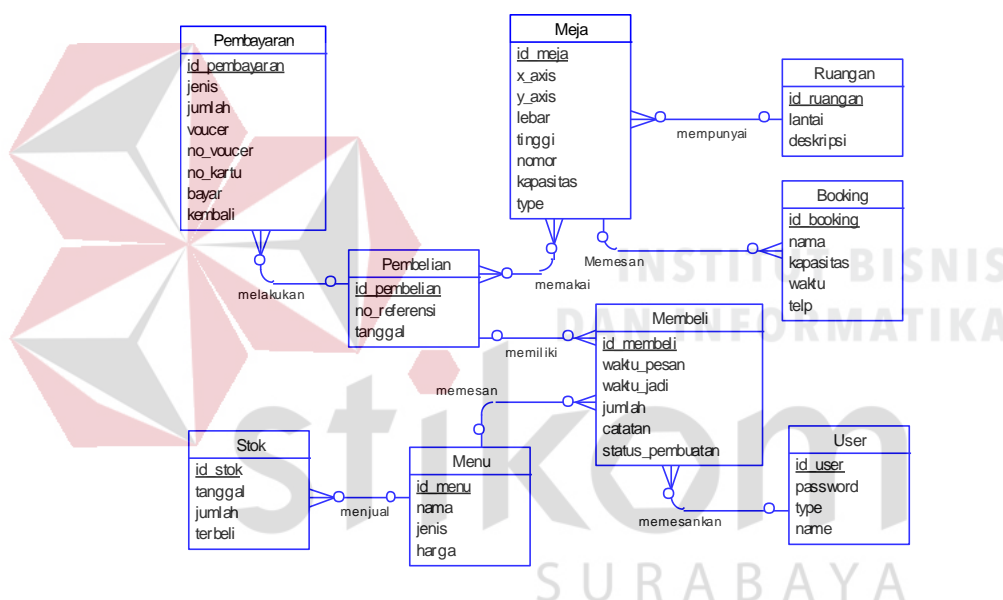 Pembayaran
id_pembayaran
jenis
jumlah
voucer
no_voucer
no_kartu
bayar
kembali
Meja
id_meja
x_axis
y_axis
lebar
tinggi
nomor
kapasitas
type
Ruangan
id_ruangan
lantai
deskripsi
mempunyai
Booking
id_booking
nama
kapasitas
waktu
telp
Memesan
Pembelian
id_pembelian
no_referensi
tanggal
melakukan
memakai
INSTITUT BISNIS
DAN INFORMATIKA
Membeli
id_membeli
waktu_pesan
waktu_jadi
jumlah
catatan
status_pembuatan
memiliki
memesan
stikom
Stok
id_stok
tanggal
jumlah
terbeli
menjual
Menu
id_menu
nama
jenis
harga
User
id_user
password
type
name
memesankan
SURABAYA